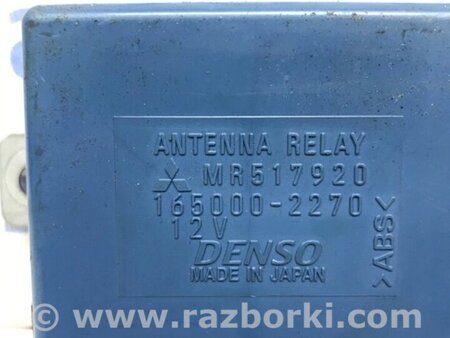 ANTENNA RELAY
MR517920
165000-2270
12V
DENSO
MADE IN JAPAN
>ABS<
© - www.razborki.com